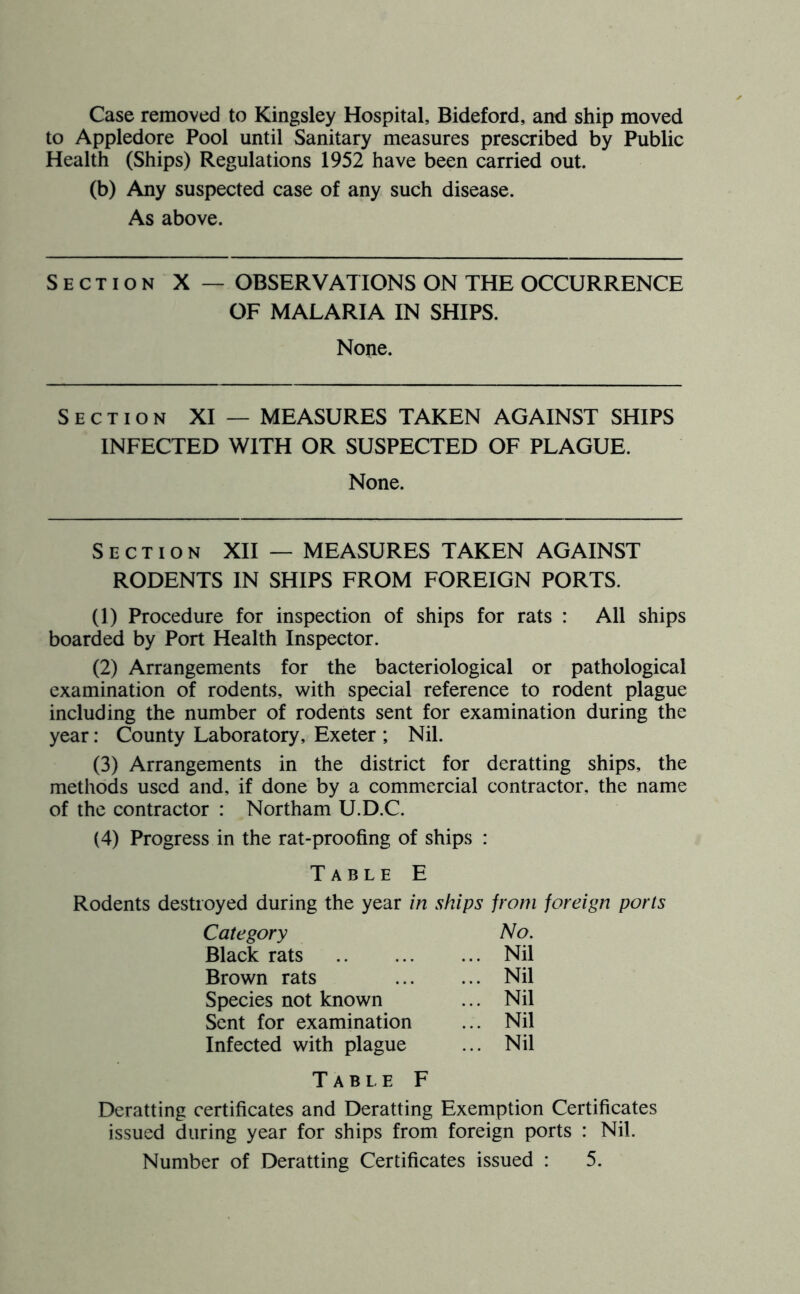 Case removed to Kingsley Hospital, Bideford, and ship moved
to Appledore Pool until Sanitary measures prescribed by Public
Health (Ships) Regulations 1952 have been carried out.
(b) Any suspected case of any such disease.
As above.
Section X — OBSERVATIONS ON THE OCCURRENCE
OF MALARIA IN SHIPS.
None.
Section XI — MEASURES TAKEN AGAINST SHIPS
INFECTED WITH OR SUSPECTED OF PLAGUE.
None.
Section XII — MEASURES TAKEN AGAINST
RODENTS IN SHIPS FROM FOREIGN PORTS.
(1) Procedure for inspection of ships for rats : All ships
boarded by Port Health Inspector.
(2) Arrangements for the bacteriological or pathological
examination of rodents, with special reference to rodent plague
including the number of rodents sent for examination during the
year: County Laboratory, Exeter ; Nil.
(3) Arrangements in the district for deratting ships, the
methods used and, if done by a commercial contractor, the name
of the contractor : Northam U.D.C.
(4) Progress in the rat-proofing of ships :
Table E
Rodents destroyed during the year in ships from foreign ports
Category No.
Black rats .. ... ... Nil
Brown rats ... ... Nil
Species not known ... Nil
Sent for examination ... Nil
Infected with plague ... Nil
Table F
Deratting certificates and Deratting Exemption Certificates
issued during year for ships from foreign ports : Nil.
Number of Deratting Certificates issued : 5.